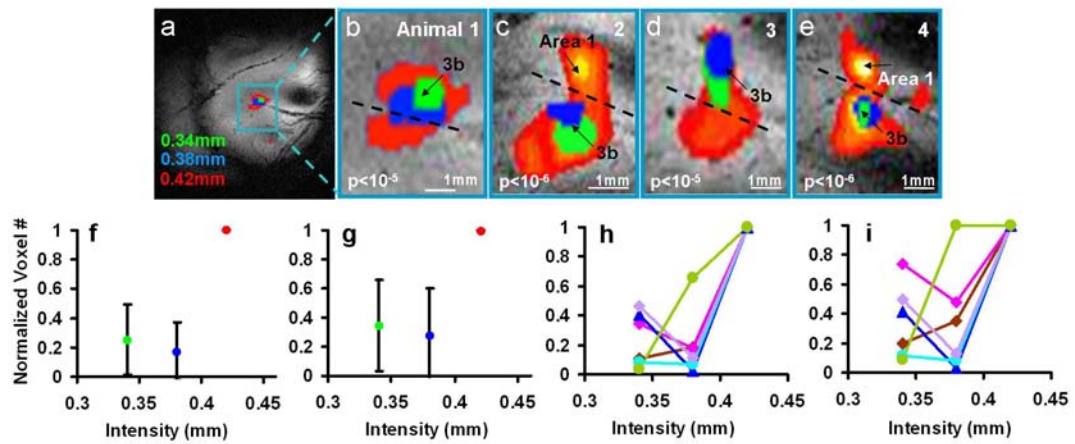 a
0.34mm
0.38mm
0.42mm
b Animal 1
3b
p<10-5
1mm
c 2
Area 1
3b
p<10-6
1mm
d 3
3b
p<10-5
1mm
e 4
Area 1
3b
p<10-6
1mm
Normalized Voxel #
f
1
0.8
0.6
0.4
0.2
0
0.3 0.35 0.4 0.45
Intensity (mm)
g
1
0.8
0.6
0.4
0.2
0
0.3 0.35 0.4 0.45
Intensity (mm)
h
1
0.8
0.6
0.4
0.2
0
0.3 0.35 0.4 0.45
Intensity (mm)
i
1
0.8
0.6
0.4
0.2
0
0.3 0.35 0.4 0.45
Intensity (mm)